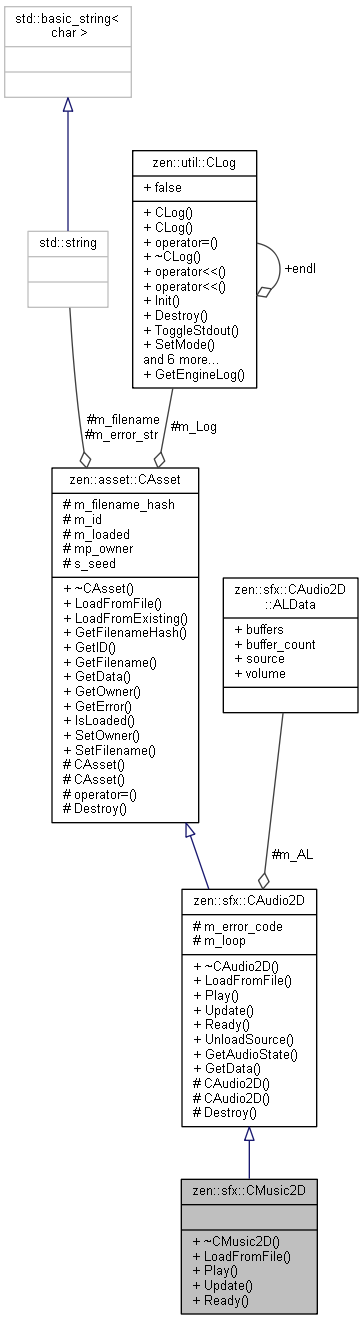 std::basic_string<
char >
zen::util::CLog
+ false
+ CLog()
+ CLog()
+ operator=()
+ ~CLog()
+ operator<<()
+ operator<<()
+ Init()
+ Destroy()
+ ToggleStdout()
+ SetMode()
and 6 more...
+ GetEngineLog()
+endl
std::string
#m_filename
#m_error_str
#m_Log
zen::asset::CAsset
# m_filename_hash
# m_id
# m_loaded
# mp_owner
# s_seed
+ ~CAsset()
+ LoadFromFile()
+ LoadFromExisting()
+ GetFilenameHash()
+ GetID()
+ GetFilename()
+ GetData()
+ GetOwner()
+ GetError()
+ IsLoaded()
+ SetOwner()
+ SetFilename()
# CAsset()
# CAsset()
# operator=()
# Destroy()
zen::sfx::CAudio2D
::ALData
+ buffers
+ buffer_count
+ source
+ volume
#m_AL
zen::sfx::CAudio2D
# m_error_code
# m_loop
+ ~CAudio2D()
+ LoadFromFile()
+ Play()
+ Update()
+ Ready()
+ UnloadSource()
+ GetAudioState()
+ GetData()
# CAudio2D()
# CAudio2D()
# Destroy()
zen::sfx::CMusic2D
+ ~CMusic2D()
+ LoadFromFile()
+ Play()
+ Update()
+ Ready()